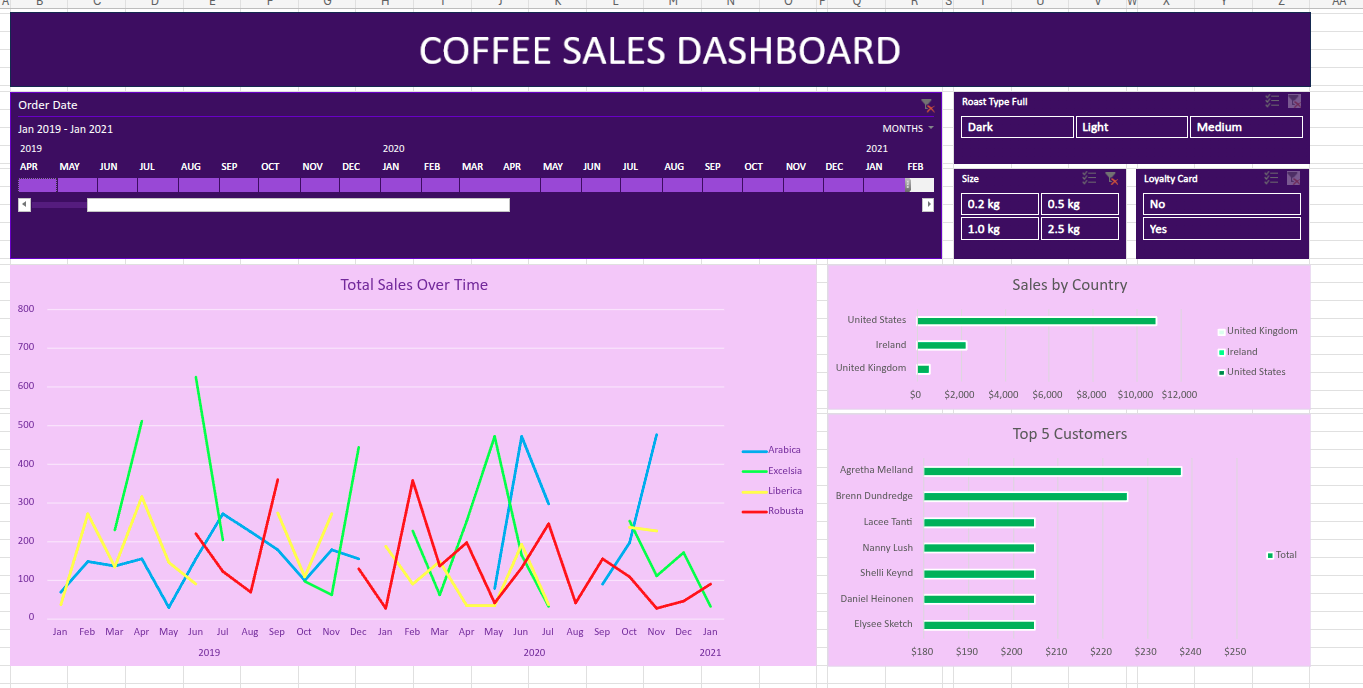 A B C D E F G H I J K L M N O P Q R S T U V W X Y Z AA
COFFEE SALES DASHBOARD
Order Date
Jan 2019 - Jan 2021 MONTHS
2019 2020 2021
APR MAY JUN JUL AUG SEP OCT NOV DEC JAN FEB MAR APR MAY JUN JUL AUG SEP OCT NOV DEC JAN FEB
Roast Type Full
Dark Light Medium
Size
0.2 kg 0.5 kg
1.0 kg 2.5 kg
Loyalty Card
No
Yes
Total Sales Over Time
800
700
600
500
400
300
200
100
0
Jan Feb Mar Apr May Jun Jul Aug Sep Oct Nov Dec Jan Feb Mar Apr May Jun Jul Aug Sep Oct Nov Dec Jan
2019 2020 2021
Arabica
Excelsia
Liberica
Robusta
Sales by Country
United States
Ireland
United Kingdom
$0 $2,000 $4,000 $6,000 $8,000 $10,000 $12,000
United Kingdom
Ireland
United States
Top 5 Customers
Agretha Melland
Brenn Dundredge
Lacee Tanti
Nanny Lush
Shelli Keynd
Daniel Heinonen
Elysee Sketch
$180 $190 $200 $210 $220 $230 $240 $250
Total